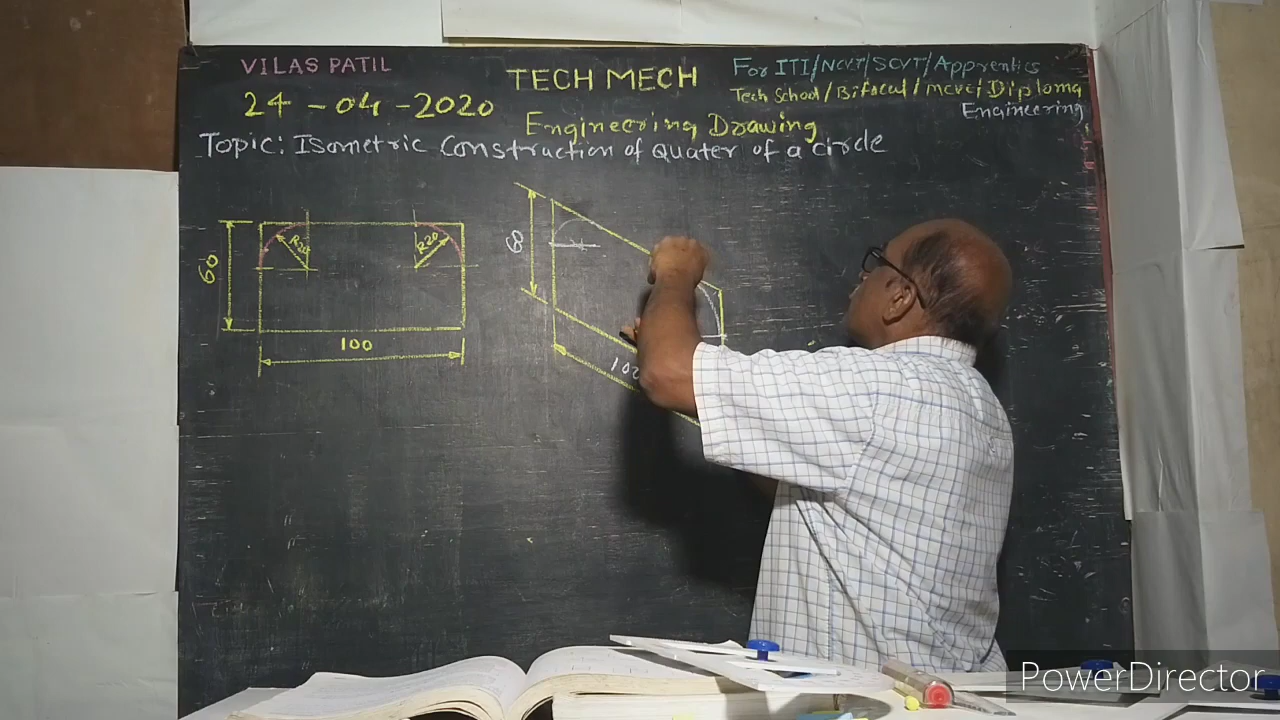 VILAS PATIL
24 - 04 - 2020
TECH MECH
For ITI/NCVT/SCVT/Apprentics
Tech School/Bifocal/MCVC/Diploma
Engineering
Engineering Drawing
Topic: Isometric Construction of Quater of a circle
60
R20
R20
100
60
PowerDirector